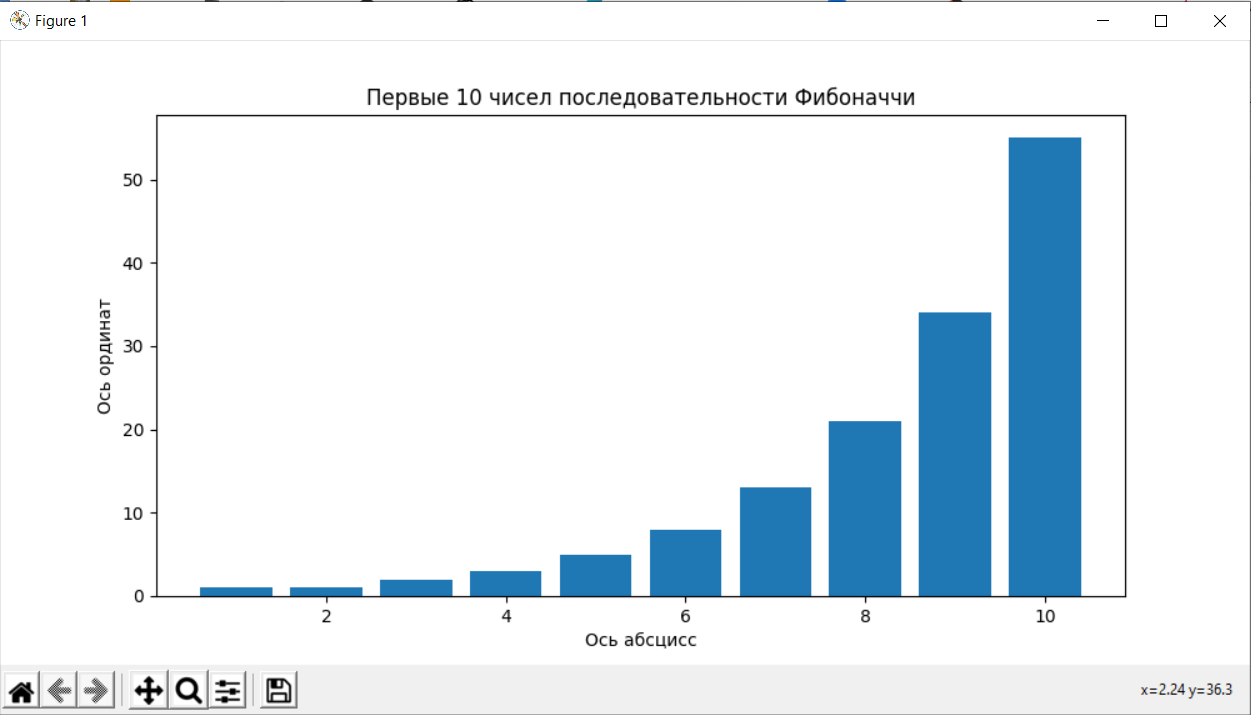 Figure 1
Первые 10 чисел последовательности Фибоначчи
50
40
30
20
10
0
Ось ординат
2 4 6 8 10
Ось абсцисс
x=2.24 y=36.3